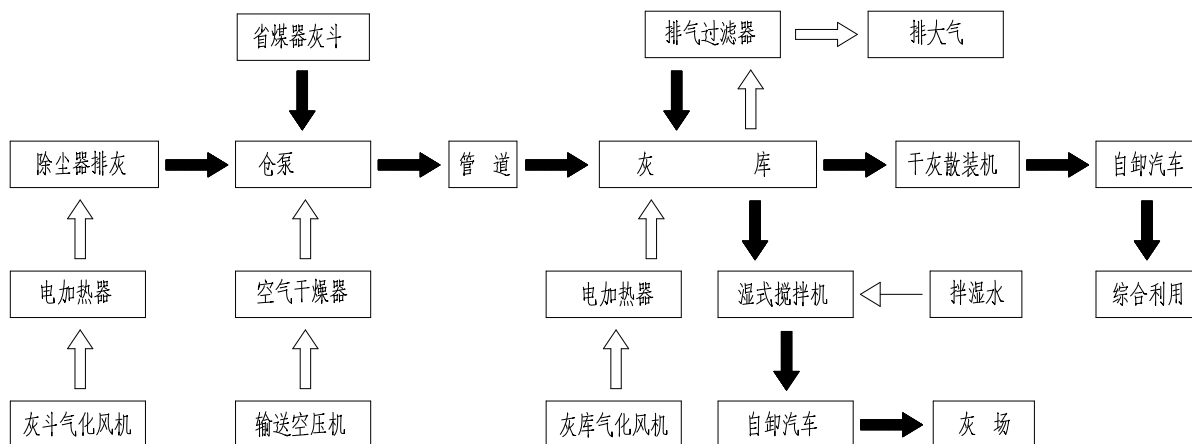 省煤器灰斗
排气过滤器
排大气
除尘器排灰
仓泵
管 道
灰 库
干灰散装机
自卸汽车
电加热器
空气干燥器
电加热器
湿式搅拌机
拌湿水
综合利用
灰斗气化风机
输送空压机
灰库气化风机
自卸汽车
灰 场